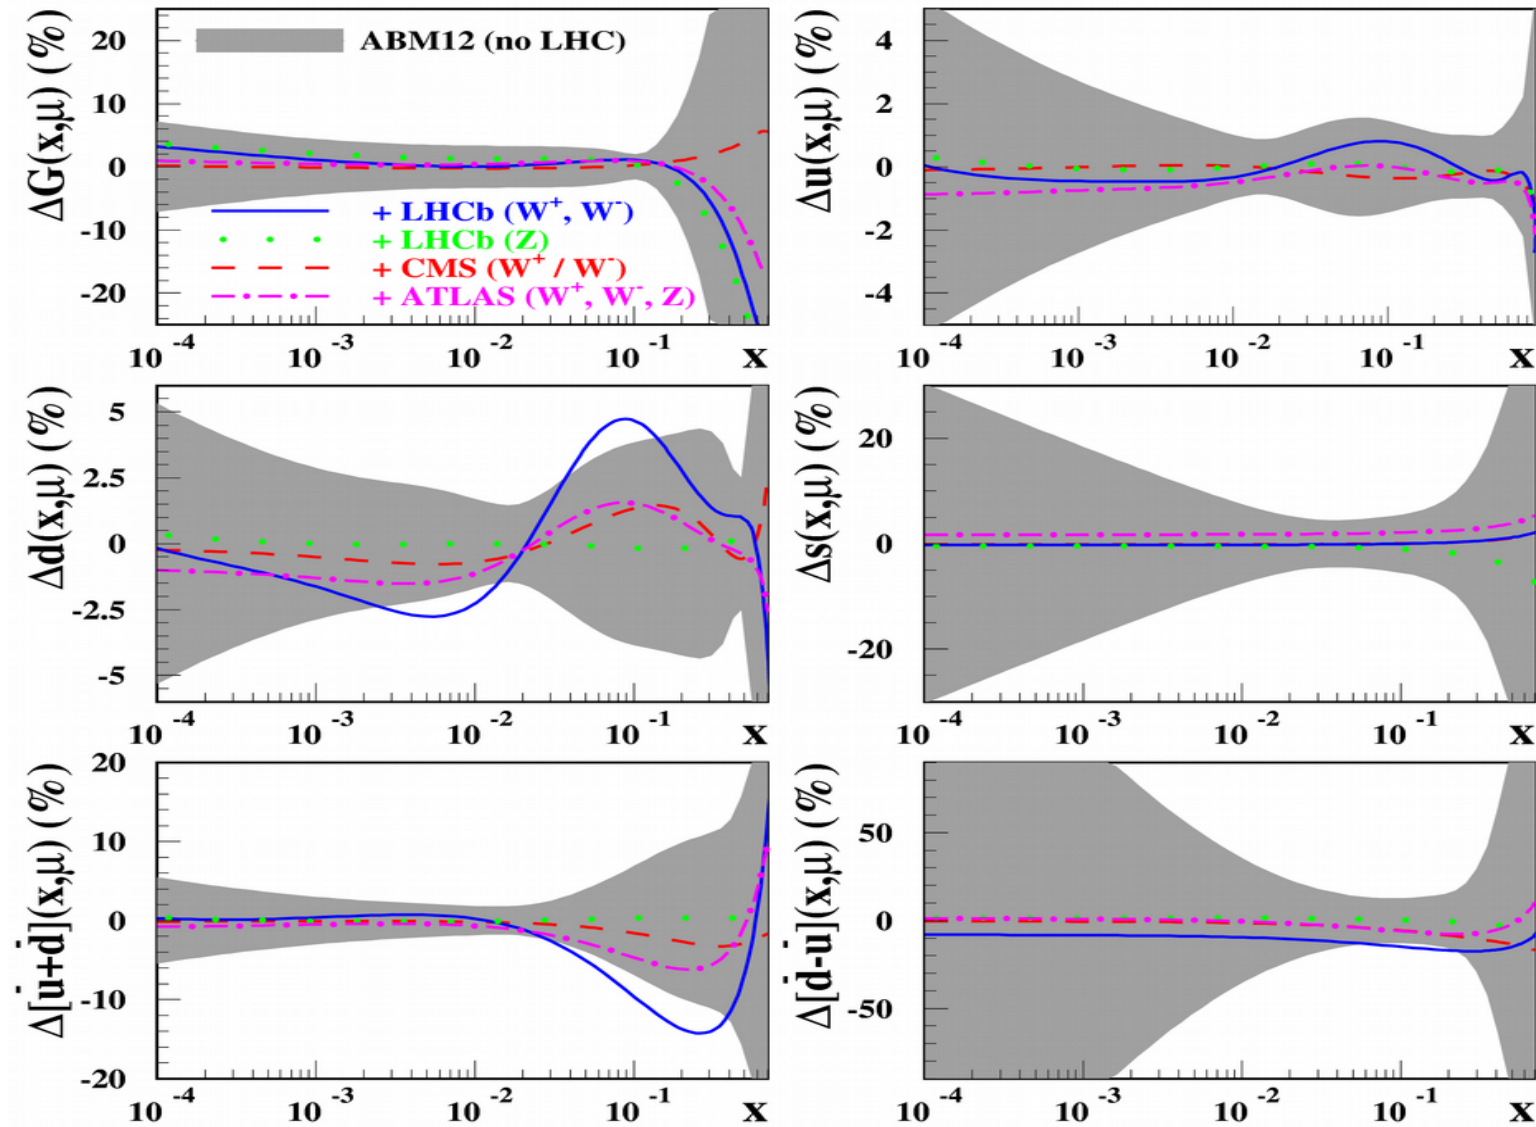 ΔG(x,μ) (%)
20
10
0
-10
-20
ABM12 (no LHC)
+ LHCb (W⁺, W⁻)
+ LHCb (Z)
+ CMS (W⁺ / W⁻)
+ ATLAS (W⁺, W⁻, Z)
10⁻⁴ 10⁻³ 10⁻² 10⁻¹ x
Δu(x,μ) (%)
4
2
0
-2
-4
10⁻⁴ 10⁻³ 10⁻² 10⁻¹ x
Δd(x,μ) (%)
5
2.5
0
-2.5
-5
10⁻⁴ 10⁻³ 10⁻² 10⁻¹ x
Δs(x,μ) (%)
20
0
-20
10⁻⁴ 10⁻³ 10⁻² 10⁻¹ x
Δ[ū+d̄](x,μ) (%)
20
10
0
-10
-20
10⁻⁴ 10⁻³ 10⁻² 10⁻¹ x
Δ[d̄-ū](x,μ) (%)
50
0
-50
10⁻⁴ 10⁻³ 10⁻² 10⁻¹ x